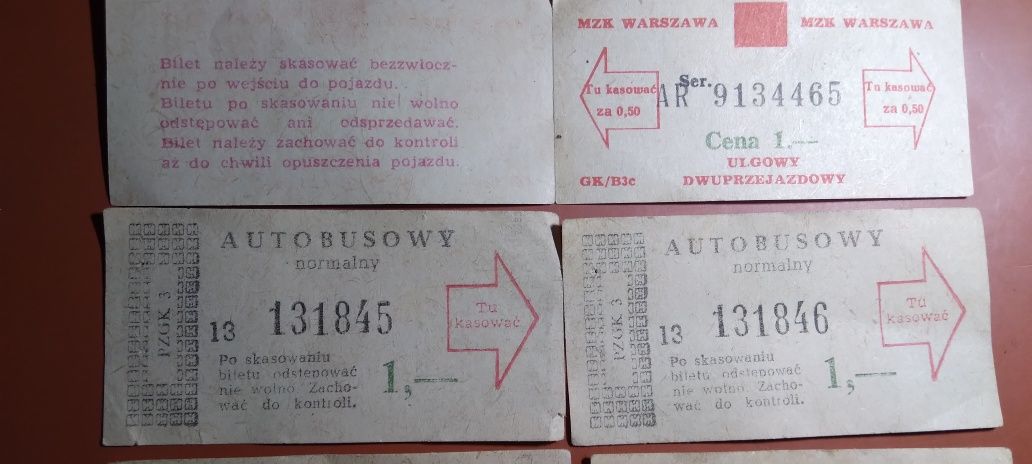 Bilet należy skasować bezzwłocz-
nie po wejściu do pojazdu.
Biletu po skasowaniu nie wolno
odstępować ani odsprzedawać.
Bilet należy zachować do kontroli
aż do chwili opuszczenia pojazdu.
MZK WARSZAWA MZK WARSZAWA
Tu kasować
za 0,50
Ser.
AR 9134465
Tu kasować
za 0,50
Cena 1.—
ULGOWY
GK/B3c DWUPRZEJAZDOWY
AUTOBUSOWY
normalny
PZGK 3
13 131845
Tu
kasować
Po skasowaniu
biletu odstępować
nie wolno. Zacho-
wać do kontroli.
1,—
AUTOBUSOWY
normalny
PZGK 3
13 131846
Tu
kasować
Po skasowaniu
biletu odstępować
nie wolno. Zacho-
wać do kontroli.
1,—